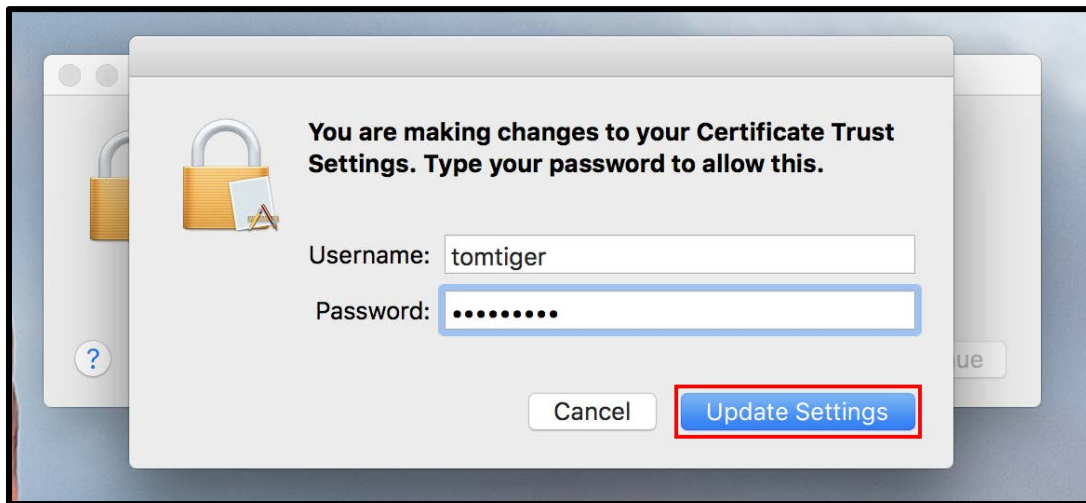 You are making changes to your Certificate Trust
Settings. Type your password to allow this.
Username: tomtiger
Password: •••••••••
?
ue
Cancel
Update Settings